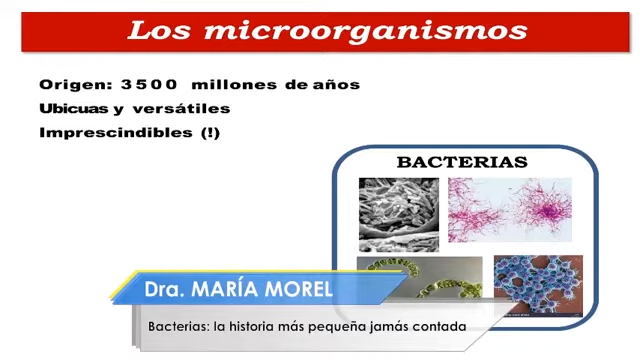 Los microorganismos
Origen: 3500 millones de años
Ubicuas y versátiles
Imprescindibles (!)
BACTERIAS
Dra. MARÍA MOREL
Bacterias: la historia más pequeña jamás contada